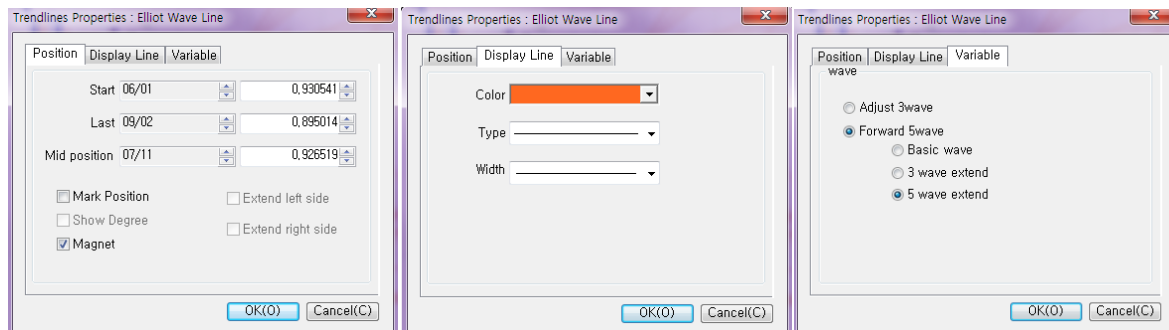 Trendlines Properties : Elliot Wave Line
Position Display Line Variable
Start 06/01 0,930541
Last 09/02 0,895014
Mid position 07/11 0,926519
Mark Position
Extend left side
Show Degree
Extend right side
Magnet
OK(O) Cancel(C)
Trendlines Properties : Elliot Wave Line
Position Display Line Variable
Color
Type
Width
OK(O) Cancel(C)
Trendlines Properties : Elliot Wave Line
Position Display Line Variable
wave
Adjust 3wave
Forward 5wave
Basic wave
3 wave extend
5 wave extend
OK(O) Cancel(C)